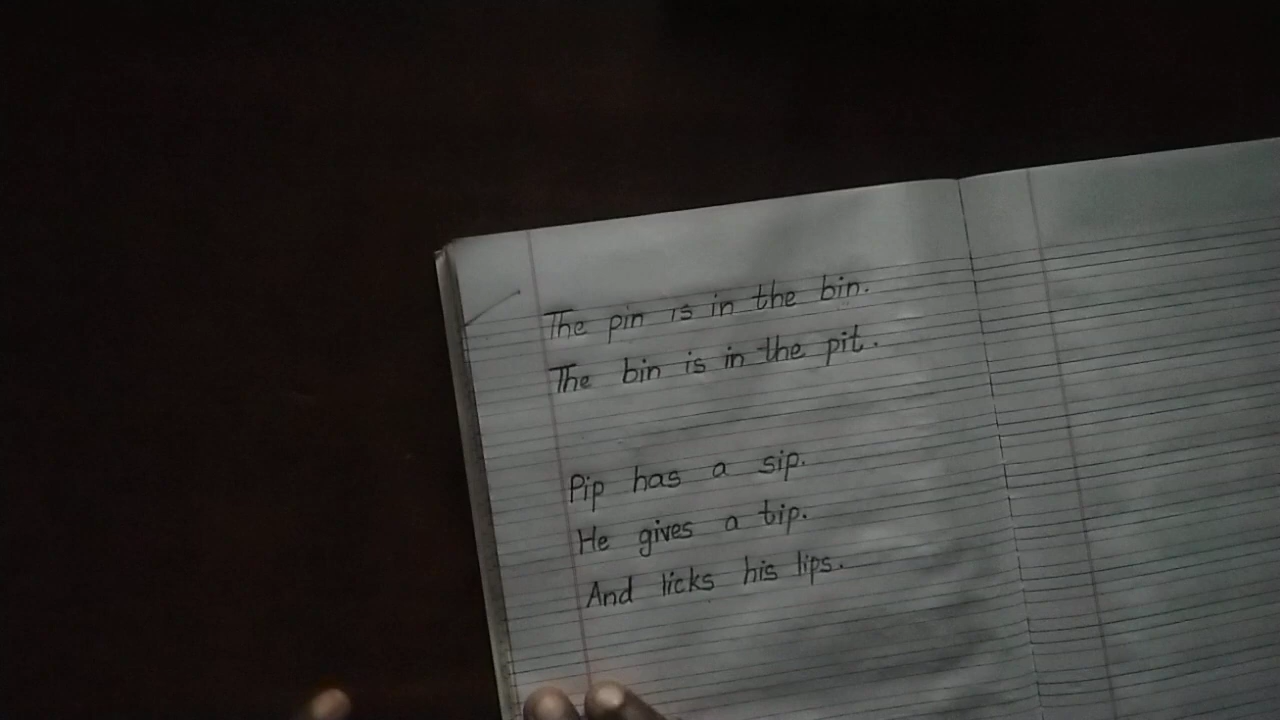 The pin is in the bin.
The bin is in the pit.
Pip has a sip.
He gives a tip.
And licks his lips.